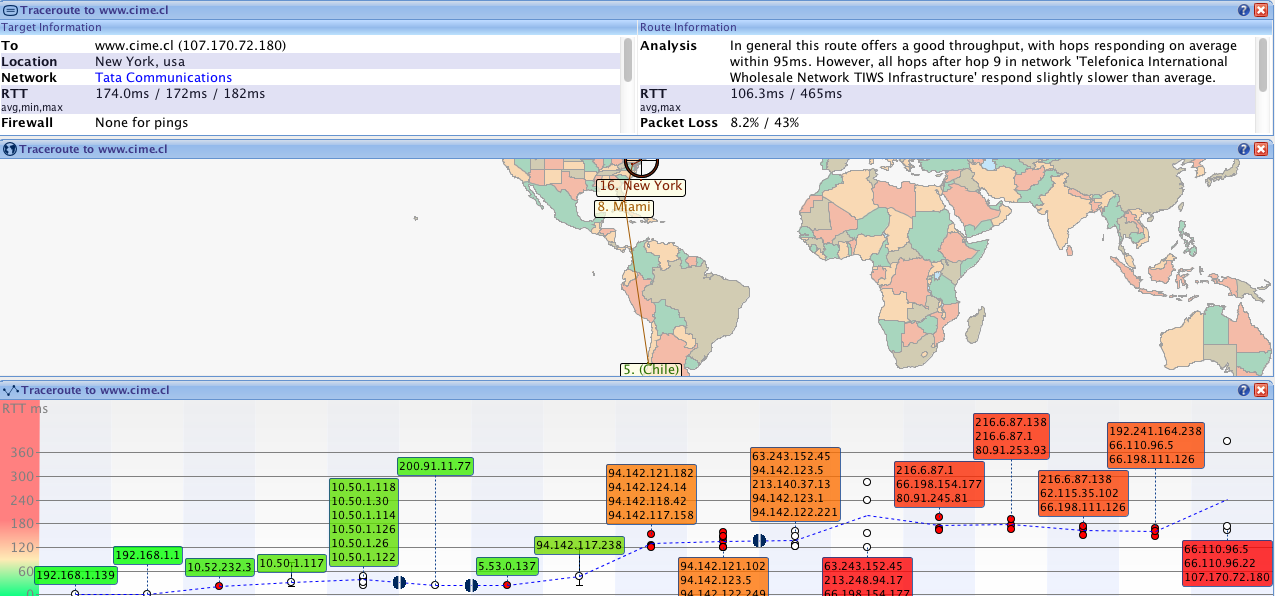 Traceroute to www.cime.cl
Target Information
To www.cime.cl (107.170.72.180)
Location New York, usa
Network Tata Communications
RTT 174.0ms / 172ms / 182ms
avg,min,max
Firewall None for pings
Route Information
Analysis In general this route offers a good throughput, with hops responding on average
within 95ms. However, all hops after hop 9 in network 'Telefonica International
Wholesale Network TIWS Infrastructure' respond slightly slower than average.
RTT 106.3ms / 465ms
avg,max
Packet Loss 8.2% / 43%
Traceroute to www.cime.cl
16. New York
8. Miami
5. (Chile)
Traceroute to www.cime.cl
RTT ms
360
300
240
180
120
60
0
192.168.1.139
192.168.1.1
10.52.232.3
10.50.1.117
10.50.1.118
10.50.1.30
10.50.1.114
10.50.1.126
10.50.1.26
10.50.1.122
200.91.11.77
5.53.0.137
94.142.117.238
94.142.121.182
94.142.124.14
94.142.118.42
94.142.117.158
94.142.121.102
94.142.123.5
94.142.122.249
63.243.152.45
94.142.123.5
213.140.37.13
94.142.123.1
94.142.122.221
63.243.152.45
213.248.94.17
66.198.154.177
216.6.87.1
66.198.154.177
80.91.245.81
216.6.87.138
216.6.87.1
80.91.253.93
216.6.87.138
62.115.35.102
66.198.111.126
192.241.164.238
66.110.96.5
66.198.111.126
66.110.96.5
66.110.96.22
107.170.72.180